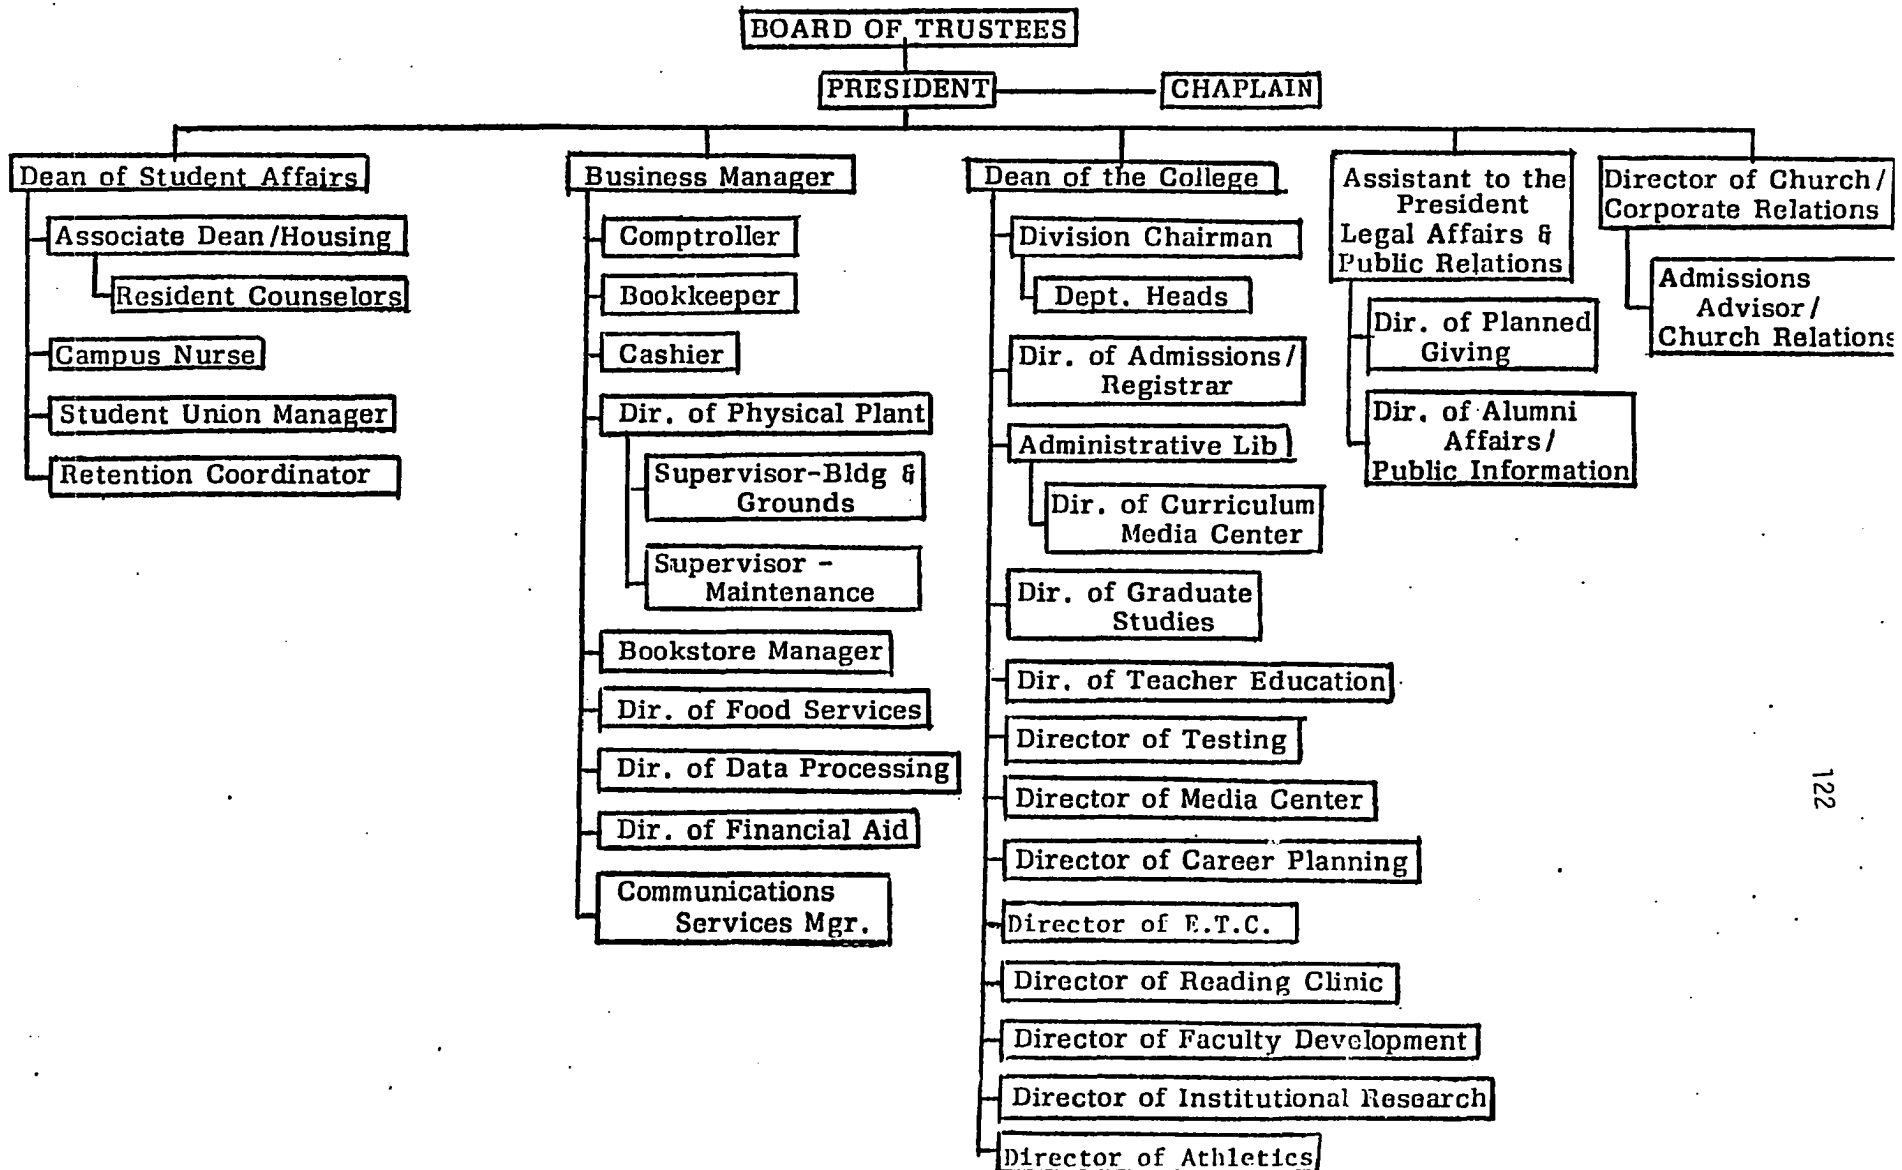 BOARD OF TRUSTEES
PRESIDENT
CHAPLAIN
Dean of Student Affairs
Associate Dean/Housing
Resident Counselors
Campus Nurse
Student Union Manager
Retention Coordinator
Business Manager
Comptroller
Bookkeeper
Cashier
Dir. of Physical Plant
Supervisor-Bldg &
Grounds
Supervisor -
Maintenance
Bookstore Manager
Dir. of Food Services
Dir. of Data Processing
Dir. of Financial Aid
Communications
Services Mgr.
Dean of the College
Division Chairman
Dept. Heads
Dir. of Admissions/
Registrar
Administrative Lib
Dir. of Curriculum
Media Center
Dir. of Graduate
Studies
Dir. of Teacher Education
Director of Testing
Director of Media Center
Director of Career Planning
Director of E.T.C.
Director of Reading Clinic
Director of Faculty Development
Director of Institutional Research
Director of Athletics
Assistant to the
President
Legal Affairs &
Public Relations
Dir. of Planned
Giving
Dir. of Alumni
Affairs/
Public Information
Director of Church/
Corporate Relations
Admissions
Advisor/
Church Relations
122